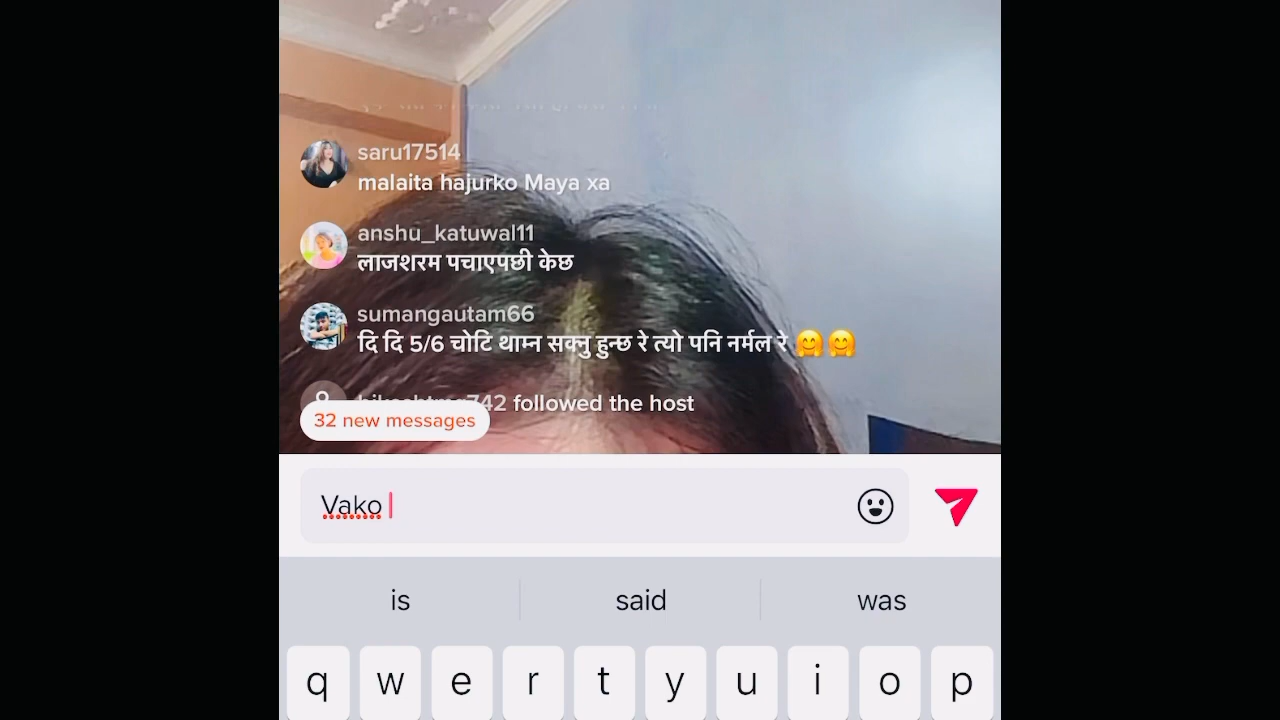 saru17514
malaita hajurko Maya xa
anshu_katuwal11
लाजशरम पचाएपछी केछ
sumangautam66
दि दि 5/6 चोटि थाम्न सक्नु हुन्छ रे त्यो पनि नर्मल रे 🤗🤗
followed the host
32 new messages
Vako
is said was
q w e r t y u i o p